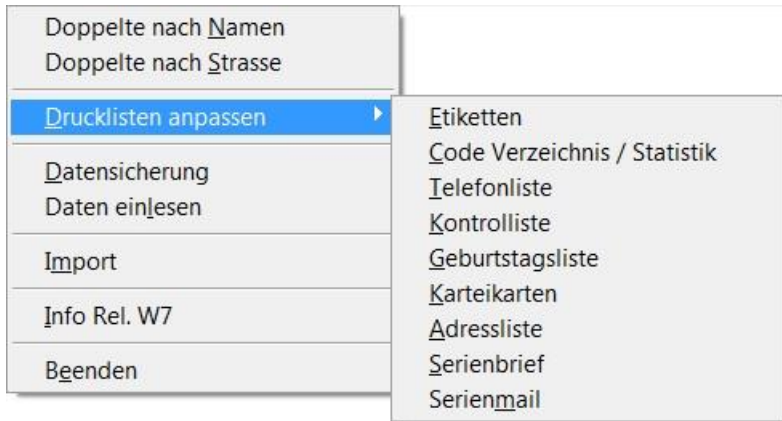 Doppelte nach Namen
Doppelte nach Strasse
Drucklisten anpassen
Datensicherung
Daten einlesen
Import
Info Rel. W7
Beenden
Etiketten
Code Verzeichnis / Statistik
Telefonliste
Kontrolliste
Geburtstagsliste
Karteikarten
Adressliste
Serienbrief
Serienmail